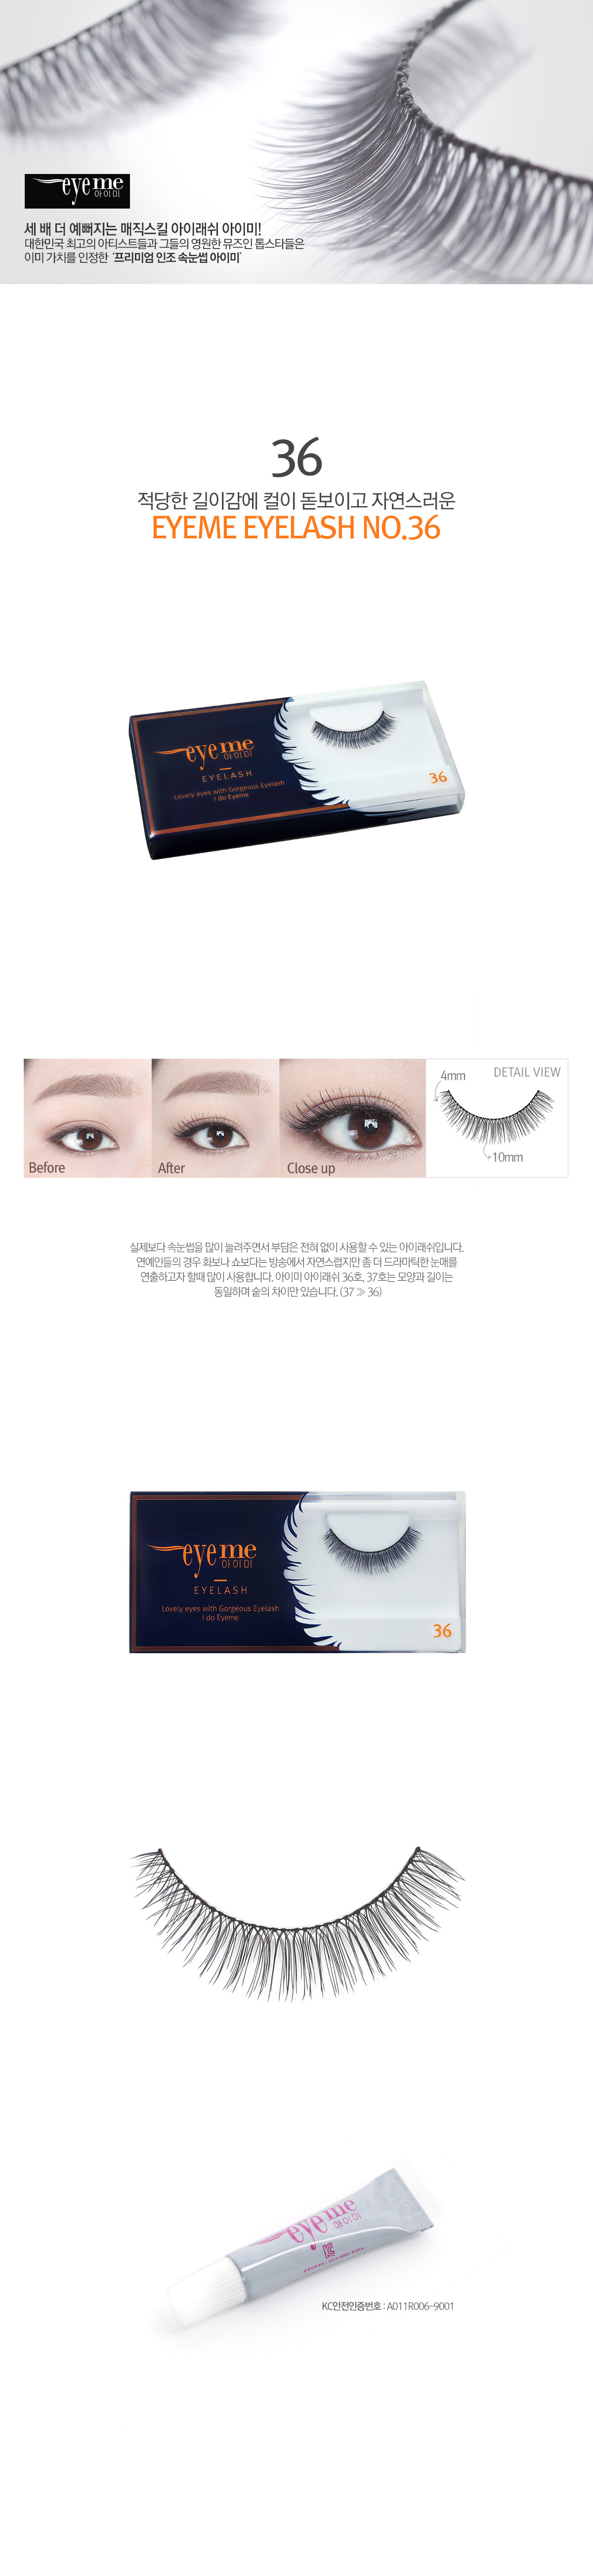 eyeme
아이미
세 배 더 예뻐지는 매직스킬 아이래쉬 아이미!
대한민국 최고의 아티스트들과 그들의 영원한 뮤즈인 톱스타들은
이미 가치를 인정한 '프리미엄 인조 속눈썹 아이미'
36
적당한 길이감에 컬이 돋보이고 자연스러운
EYEME EYELASH NO.36
eyeme
아이미
EYELASH
Lovely eyes with Gorgeous Eyelash
I do Eyeme
36
Before
After
Close up
4mm
DETAIL VIEW
10mm
실제보다 속눈썹을 많이 늘려주면서 부담은 전혀 없이 사용할 수 있는 아이래쉬입니다.
연예인들의 경우 화보나 쇼보다는 방송에서 자연스럽지만 좀 더 드라마틱한 눈매를
연출하고자 할때 많이 사용합니다. 아이미 아이래쉬 36호, 37호는 모양과 길이는
동일하며 숱의 차이만 있습니다. (37 ≫ 36)
eyeme
아이미
EYELASH
Lovely eyes with Gorgeous Eyelash
I do Eyeme
36
eyeme
아이미
KC안전인증번호 : A011R006-9001